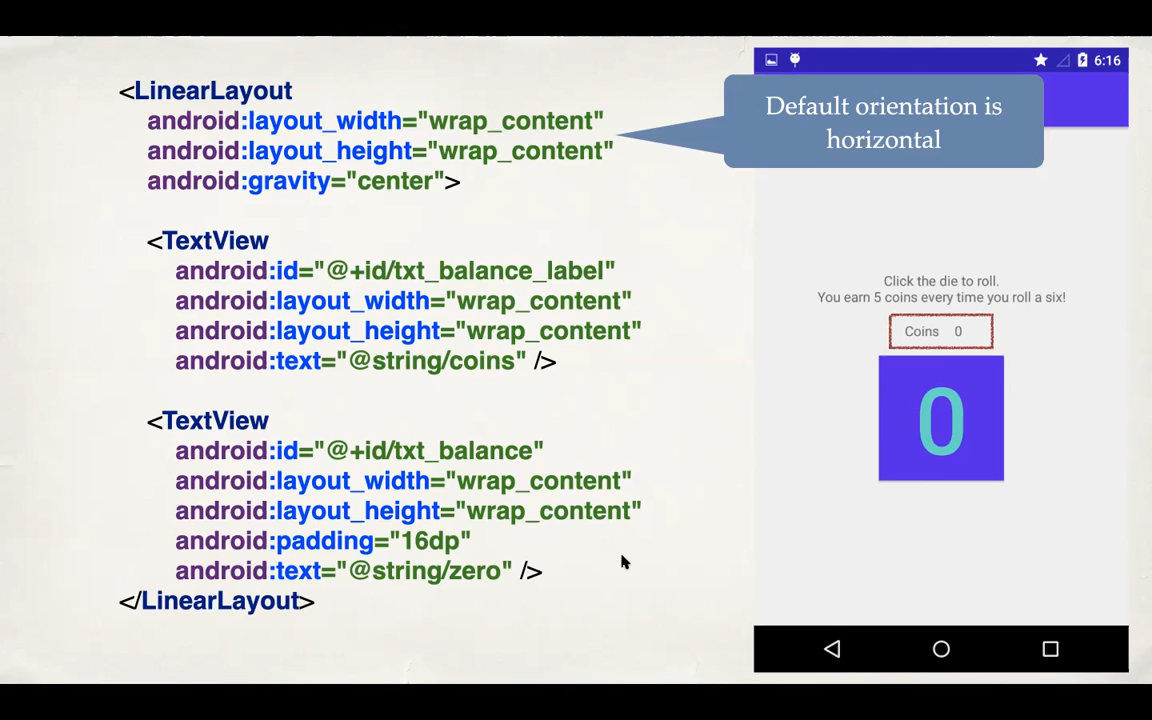 <LinearLayout
android:layout_width="wrap_content"
android:layout_height="wrap_content"
android:gravity="center">
<TextView
android:id="@+id/txt_balance_label"
android:layout_width="wrap_content"
android:layout_height="wrap_content"
android:text="@string/coins" />
<TextView
android:id="@+id/txt_balance"
android:layout_width="wrap_content"
android:layout_height="wrap_content"
android:padding="16dp"
android:text="@string/zero" />
</LinearLayout>
6:16
Default orientation is
horizontal
Click the die to roll.
You earn 5 coins every time you roll a six!
Coins 0
0